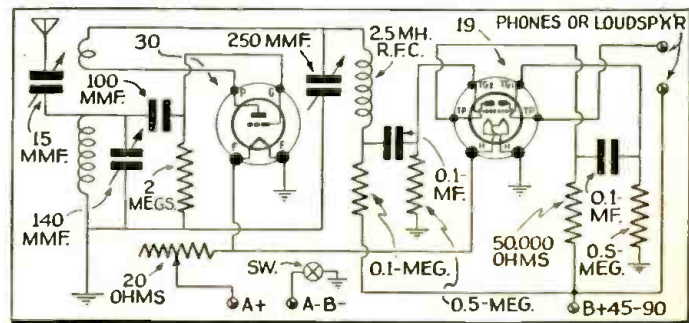 PHONES OR LOUDSPKR
30
250 MMF.
2.5 MH.
R.F.C.
19
100
MMF.
P
G
TG2
TG1
TP
TP
15
MMF.
F
F
H
H
2
MEGS.
0.1-
MF.
140
MMF.
50,000
OHMS
0.1-
MF.
0.5-
MEG.
20
OHMS
SW.
0.1-MEG.
A+
A-B-
0.5-MEG.
B+45-90